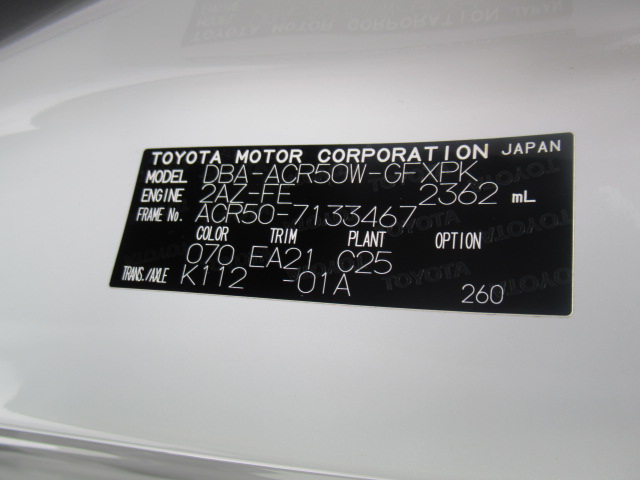 TOYOTA MOTOR CORPORATION JAPAN
MODEL DBA-ACR50W-GFXPK
ENGINE 2AZ-FE 2362 mL
FRAME No. ACR50-7133467
COLOR TRIM PLANT OPTION
070 EA21 C25
TRANS./AXLE K112 -01A
260